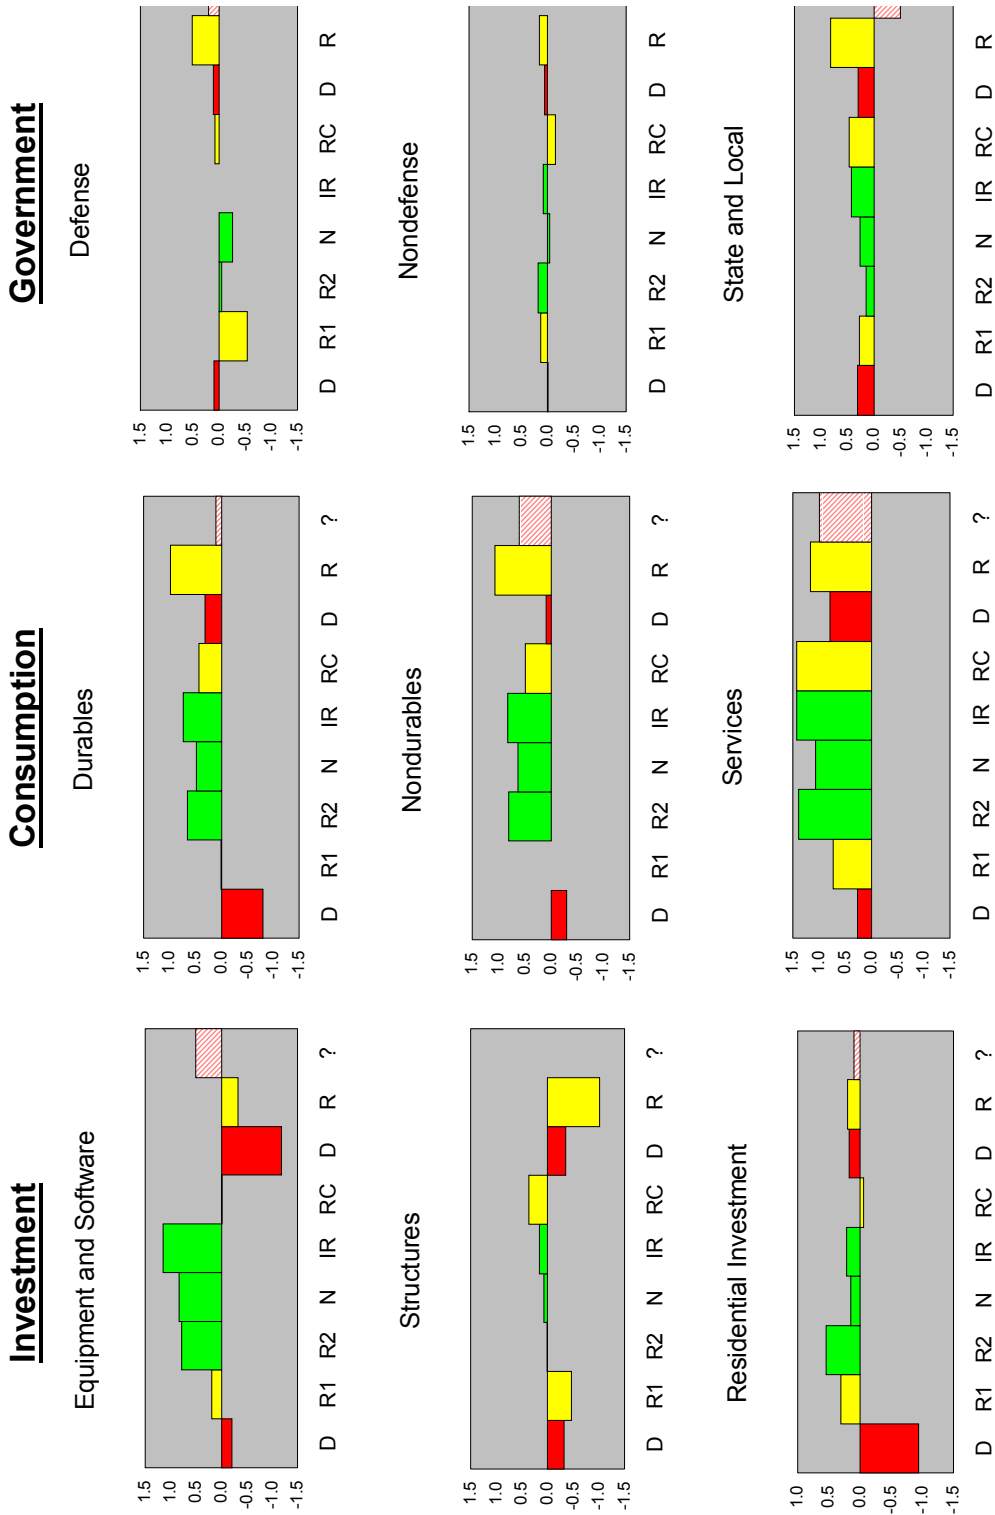 Investment
Equipment and Software
1.5
1.0
0.5
0.0
-0.5
-1.0
-1.5
D R1 R2 N IR RC D R ?
Structures
1.5
1.0
0.5
0.0
-0.5
-1.0
-1.5
D R1 R2 N IR RC D R ?
Residential Investment
1.0
0.5
0.0
-0.5
-1.0
-1.5
D R1 R2 N IR RC D R ?
Consumption
Durables
1.5
1.0
0.5
0.0
-0.5
-1.0
-1.5
D R1 R2 N IR RC D R ?
Nondurables
1.5
1.0
0.5
0.0
-0.5
-1.0
-1.5
D R1 R2 N IR RC D R ?
Services
1.5
1.0
0.5
0.0
-0.5
-1.0
-1.5
D R1 R2 N IR RC D R ?
Government
Defense
1.5
1.0
0.5
0.0
-0.5
-1.0
-1.5
D R1 R2 N IR RC D R
Nondefense
1.5
1.0
0.5
0.0
-0.5
-1.0
-1.5
D R1 R2 N IR RC D R
State and Local
1.5
1.0
0.5
0.0
-0.5
-1.0
-1.5
D R1 R2 N IR RC D R